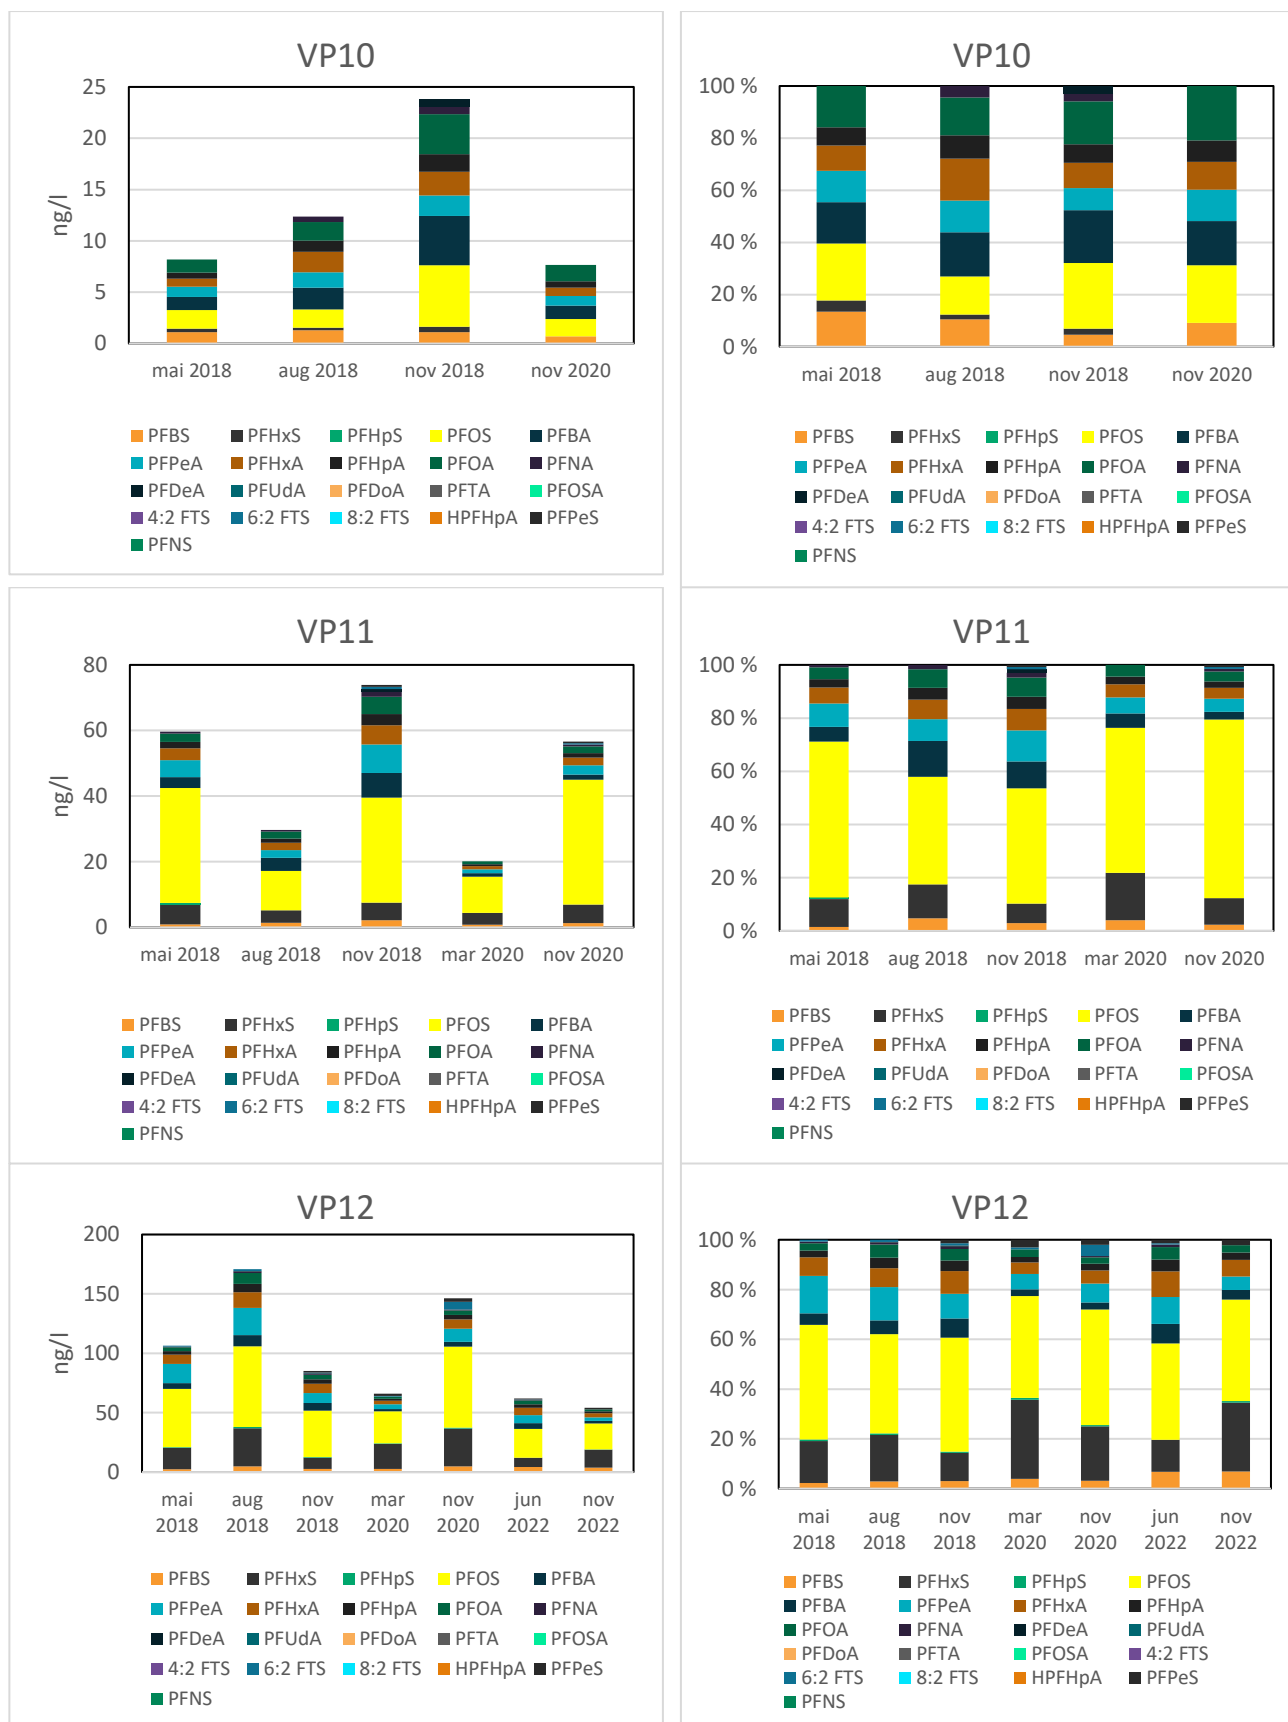 VP10
25
20
15
10
5
0
ng/l
mai 2018 aug 2018 nov 2018 nov 2020
PFBS PFHxS PFHpS PFOS PFBA
PFPeA PFHxA PFHpA PFOA PFNA
PFDeA PFUdA PFDoA PFTA PFOSA
4:2 FTS 6:2 FTS 8:2 FTS HPFHpA PFPeS
PFNS
VP10
100 %
80 %
60 %
40 %
20 %
0 %
mai 2018 aug 2018 nov 2018 nov 2020
PFBS PFHxS PFHpS PFOS PFBA
PFPeA PFHxA PFHpA PFOA PFNA
PFDeA PFUdA PFDoA PFTA PFOSA
4:2 FTS 6:2 FTS 8:2 FTS HPFHpA PFPeS
PFNS
VP11
80
60
40
20
0
ng/l
mai 2018 aug 2018 nov 2018 mar 2020 nov 2020
PFBS PFHxS PFHpS PFOS PFBA
PFPeA PFHxA PFHpA PFOA PFNA
PFDeA PFUdA PFDoA PFTA PFOSA
4:2 FTS 6:2 FTS 8:2 FTS HPFHpA PFPeS
PFNS
VP11
100 %
80 %
60 %
40 %
20 %
0 %
mai 2018 aug 2018 nov 2018 mar 2020 nov 2020
PFBS PFHxS PFHpS PFOS PFBA
PFPeA PFHxA PFHpA PFOA PFNA
PFDeA PFUdA PFDoA PFTA PFOSA
4:2 FTS 6:2 FTS 8:2 FTS HPFHpA PFPeS
PFNS
VP12
200
150
100
50
0
ng/l
mai aug nov mar nov jun nov
2018 2018 2018 2020 2020 2022 2022
PFBS PFHxS PFHpS PFOS PFBA
PFPeA PFHxA PFHpA PFOA PFNA
PFDeA PFUdA PFDoA PFTA PFOSA
4:2 FTS 6:2 FTS 8:2 FTS HPFHpA PFPeS
PFNS
VP12
100 %
80 %
60 %
40 %
20 %
0 %
mai aug nov mar nov jun nov
2018 2018 2018 2020 2020 2022 2022
PFBS PFHxS PFHpS PFOS
PFBA PFPeA PFHxA PFHpA
PFOA PFNA PFDeA PFUdA
PFDoA PFTA PFOSA 4:2 FTS
6:2 FTS 8:2 FTS HPFHpA PFPeS
PFNS